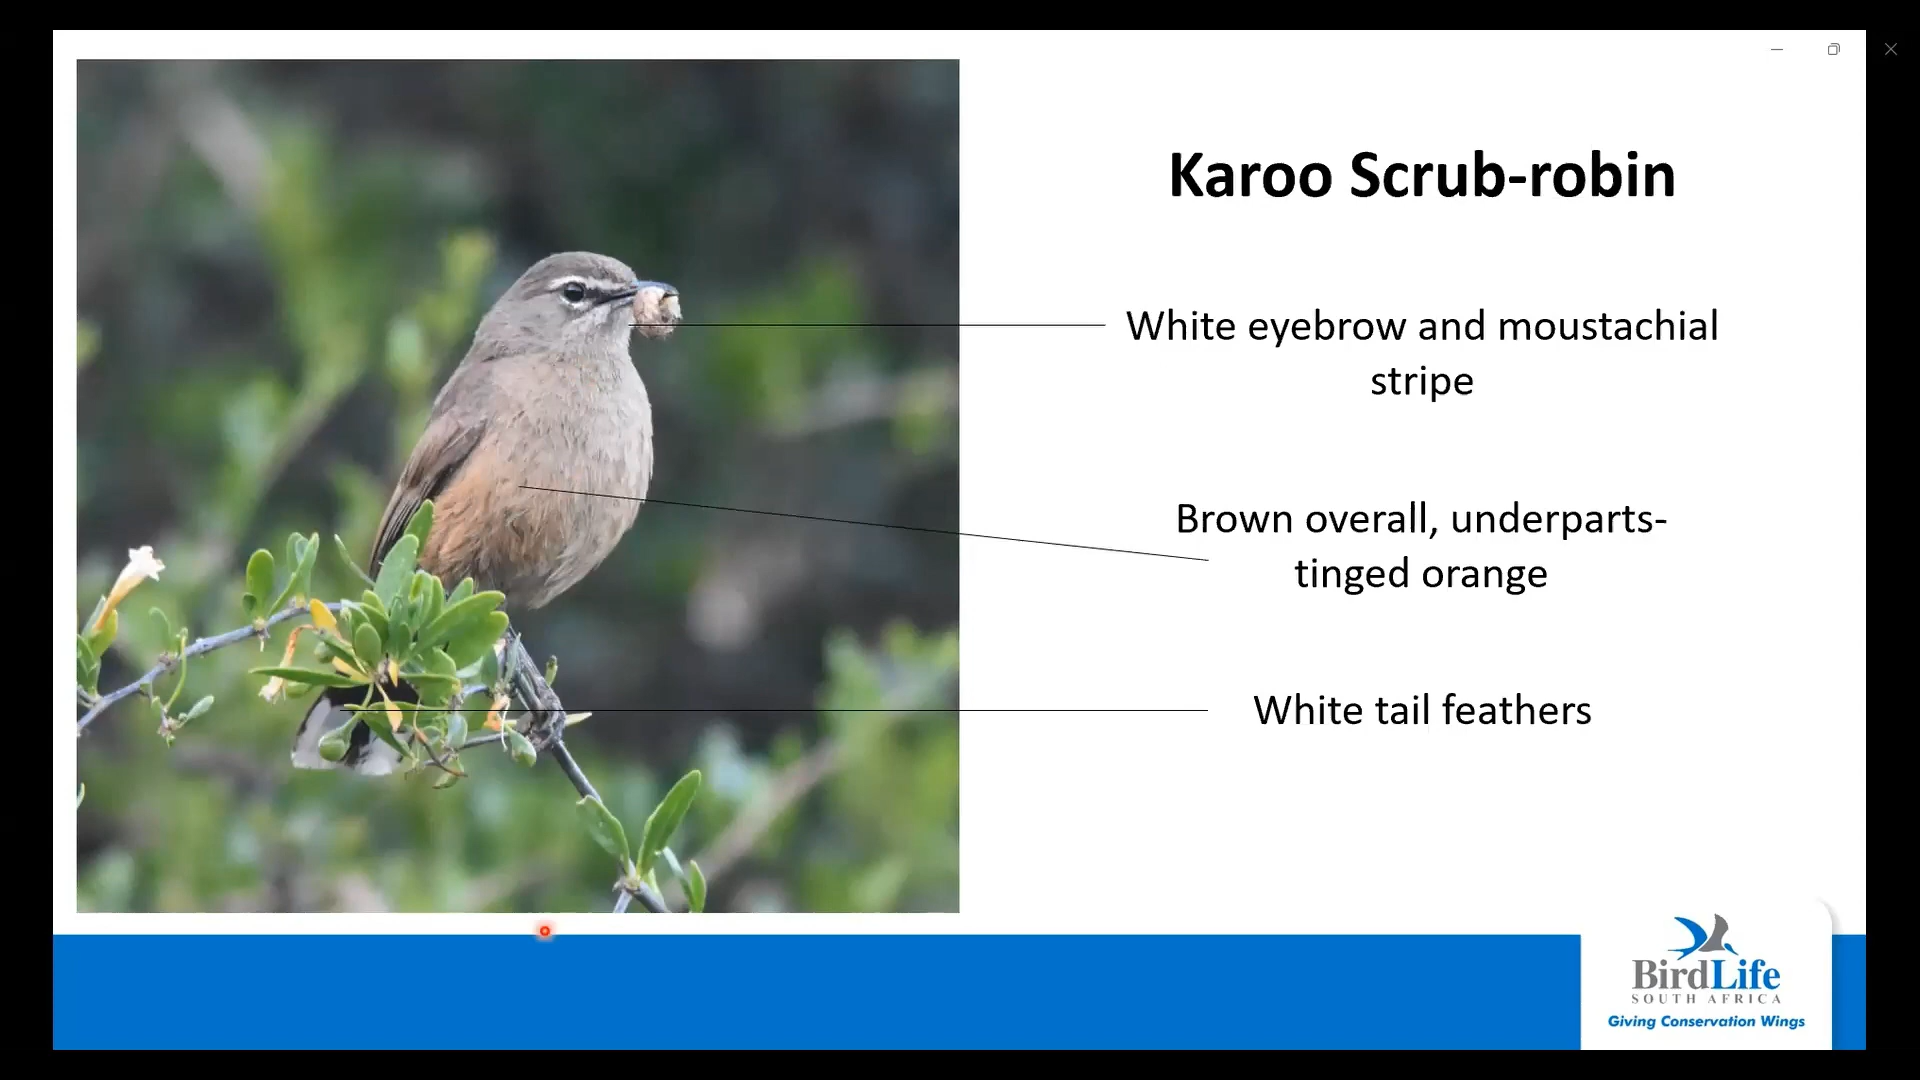 Karoo Scrub-robin
White eyebrow and moustachial
stripe
Brown overall, underparts-
tinged orange
White tail feathers
BirdLife
SOUTH AFRICA
Giving Conservation Wings